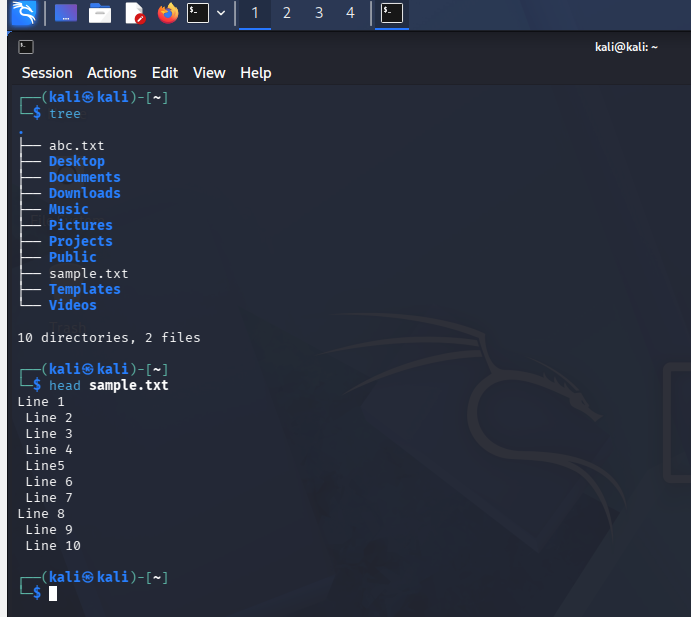 1 2 3 4
kali@kali: ~
Session Actions Edit View Help
┌──(kali㉿kali)-[~]
└─$ tree
.
├── abc.txt
├── Desktop
├── Documents
├── Downloads
├── Music
├── Pictures
├── Projects
├── Public
├── sample.txt
├── Templates
└── Videos
10 directories, 2 files
┌──(kali㉿kali)-[~]
└─$ head sample.txt
Line 1
 Line 2
 Line 3
 Line 4
 Line5
 Line 6
 Line 7
Line 8
 Line 9
 Line 10
┌──(kali㉿kali)-[~]
└─$